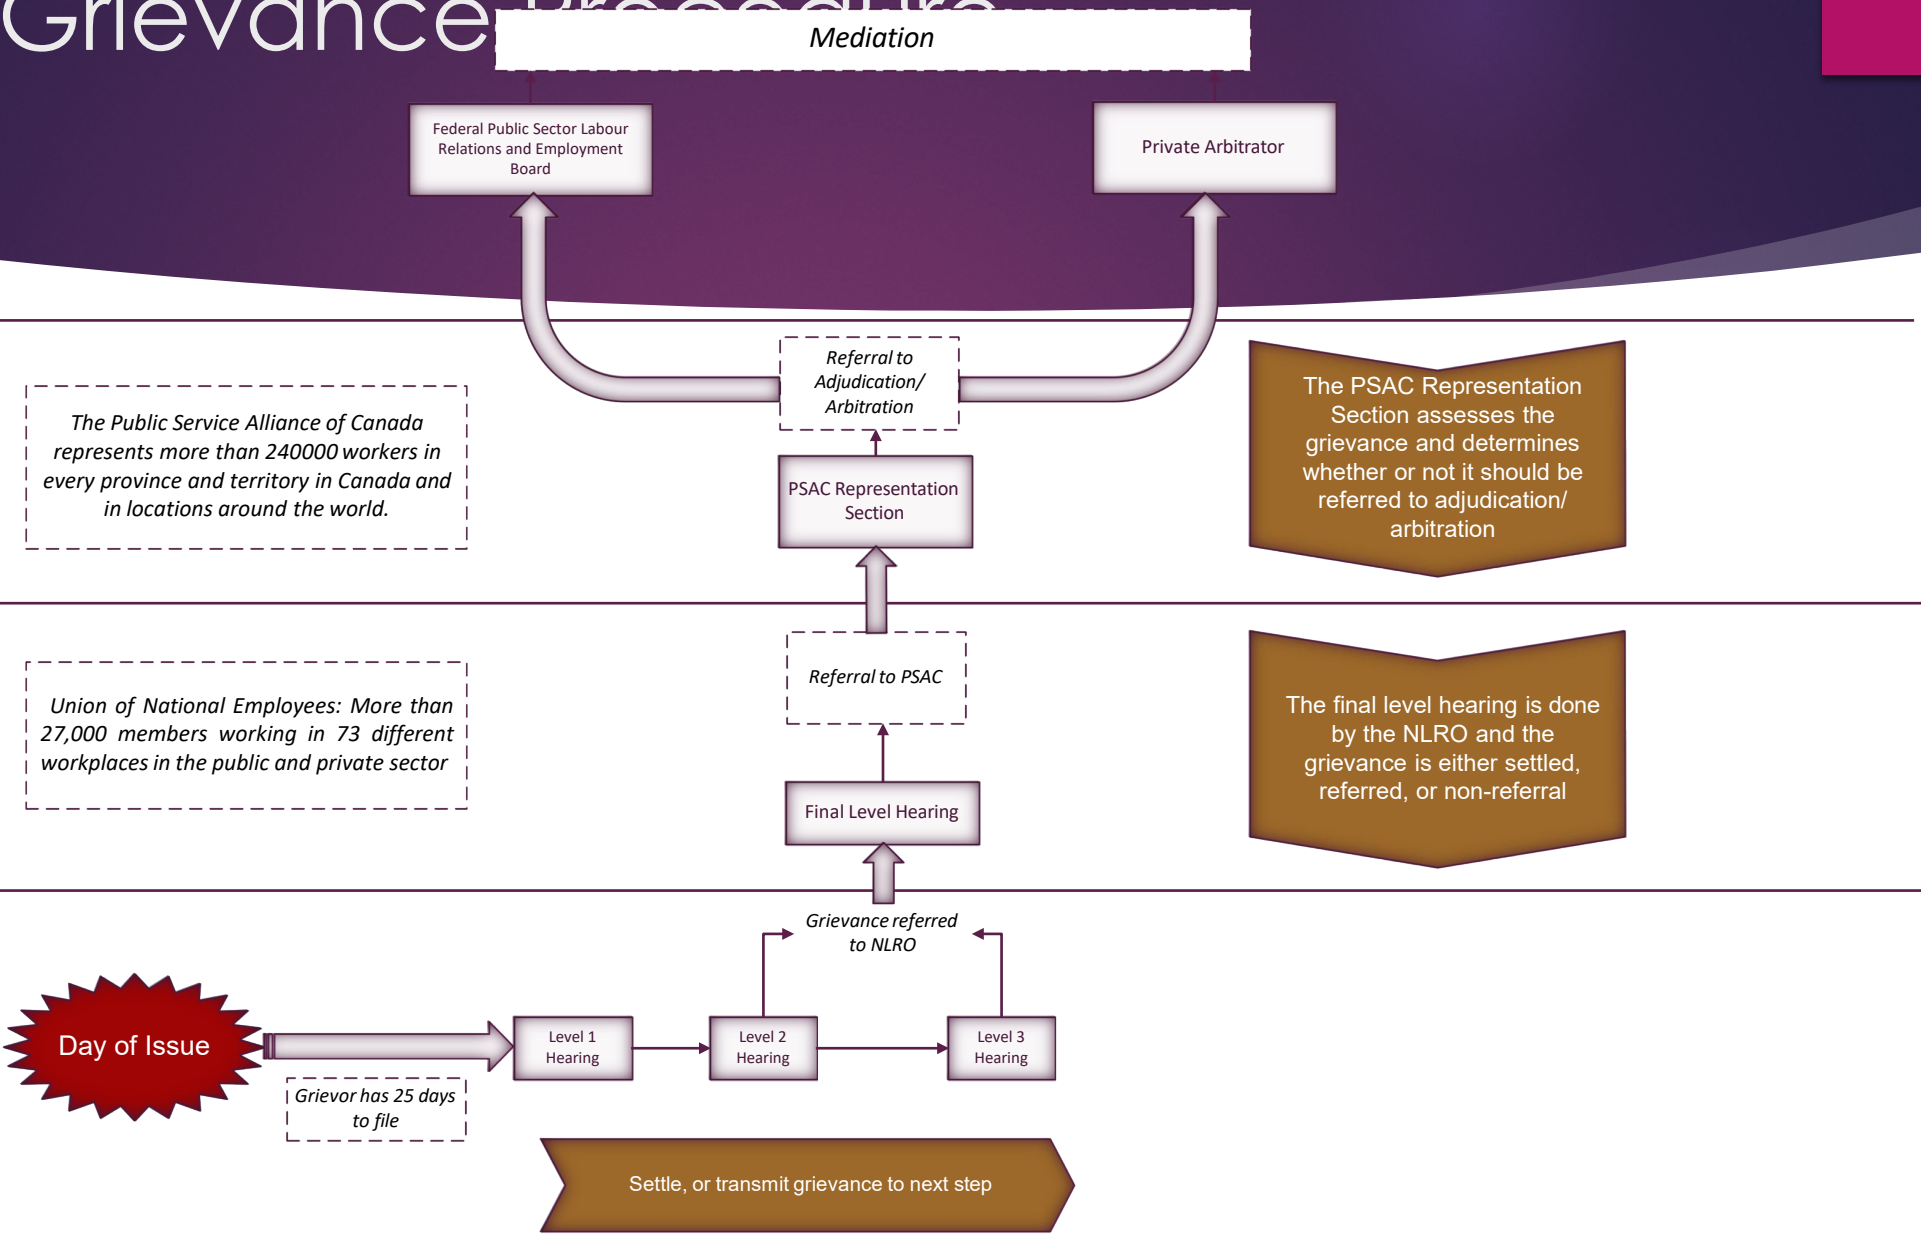 Grievance Procedure
Mediation
Federal Public Sector Labour
Relations and Employment
Board
Private Arbitrator
Referral to
Adjudication/
Arbitration
The Public Service Alliance of Canada
represents more than 240000 workers in
every province and territory in Canada and
in locations around the world.
PSAC Representation
Section
The PSAC Representation
Section assesses the
grievance and determines
whether or not it should be
referred to adjudication/
arbitration
Union of National Employees: More than
27,000 members working in 73 different
workplaces in the public and private sector
Referral to PSAC
Final Level Hearing
The final level hearing is done
by the NLRO and the
grievance is either settled,
referred, or non-referral
Grievance referred
to NLRO
Day of Issue
Grievor has 25 days
to file
Level 1
Hearing
Level 2
Hearing
Level 3
Hearing
Settle, or transmit grievance to next step